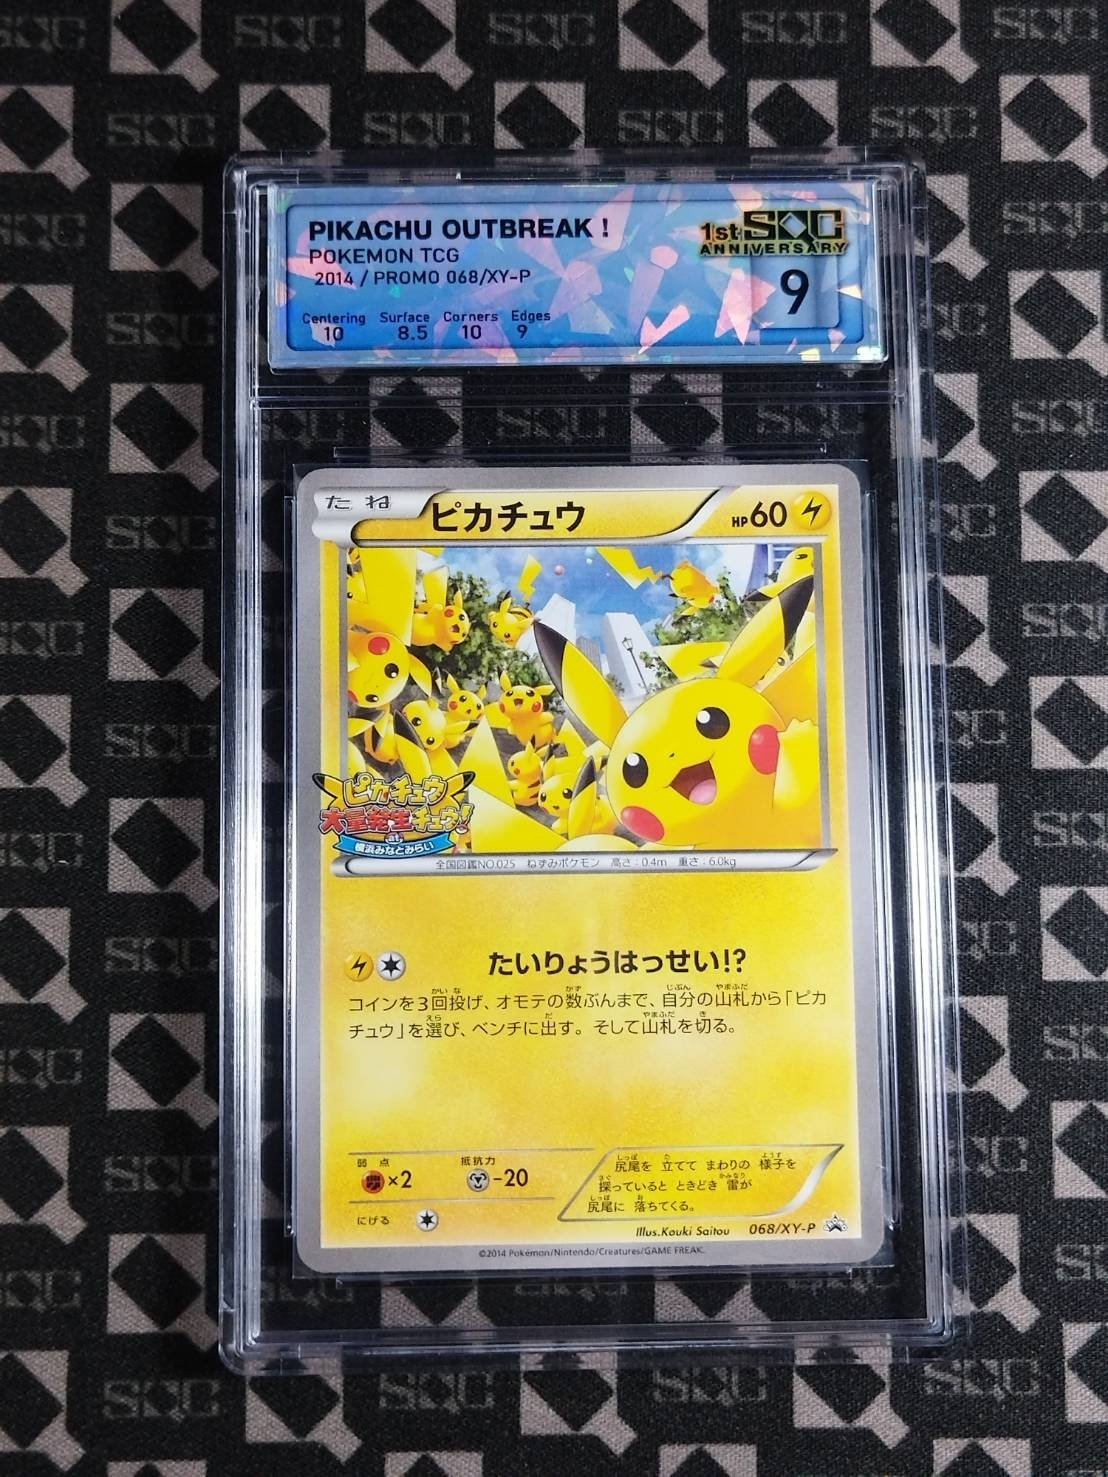 PIKACHU OUTBREAK !
POKEMON TCG
2014 / PROMO 068/XY-P
Centering Surface Corners Edges
10 8.5 10 9
1st SQC
ANNIVERSARY
9
たね ピカチュウ HP60
ピカチュウ
大量発生チュウ!
at
横浜みなとみらい
全国図鑑NO.025 ねずみポケモン 高さ：0.4m 重さ：6.0kg
たいりょうはっせい!?
コインを3回投げ、オモテの数ぶんまで、自分の山札から「ピカ
チュウ」を選び、ベンチに出す。そして山札を切る。
弱点 抵抗力
×2 -20
にげる
尻尾を 立てて まわりの 様子を
探っていると ときどき 雷が
尻尾に 落ちてくる。
Illus.Kouki Saitou 068/XY-P
©2014 Pokémon/Nintendo/Creatures/GAME FREAK.